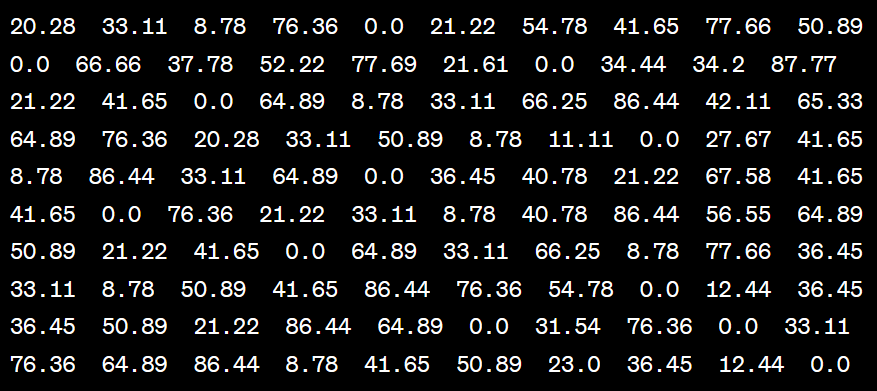 20.28 33.11 8.78 76.36 0.0 21.22 54.78 41.65 77.66 50.89
0.0 66.66 37.78 52.22 77.69 21.61 0.0 34.44 34.2 87.77
21.22 41.65 0.0 64.89 8.78 33.11 66.25 86.44 42.11 65.33
64.89 76.36 20.28 33.11 50.89 8.78 11.11 0.0 27.67 41.65
8.78 86.44 33.11 64.89 0.0 36.45 40.78 21.22 67.58 41.65
41.65 0.0 76.36 21.22 33.11 8.78 40.78 86.44 56.55 64.89
50.89 21.22 41.65 0.0 64.89 33.11 66.25 8.78 77.66 36.45
33.11 8.78 50.89 41.65 86.44 76.36 54.78 0.0 12.44 36.45
36.45 50.89 21.22 86.44 64.89 0.0 31.54 76.36 0.0 33.11
76.36 64.89 86.44 8.78 41.65 50.89 23.0 36.45 12.44 0.0